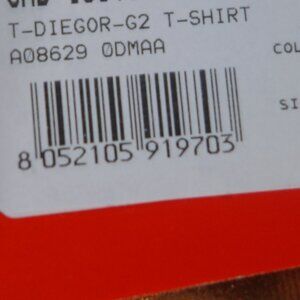 T-DIEGOR-G2 T-SHIRT
A08629 0DMAA
COL
SI
8 052105 919703